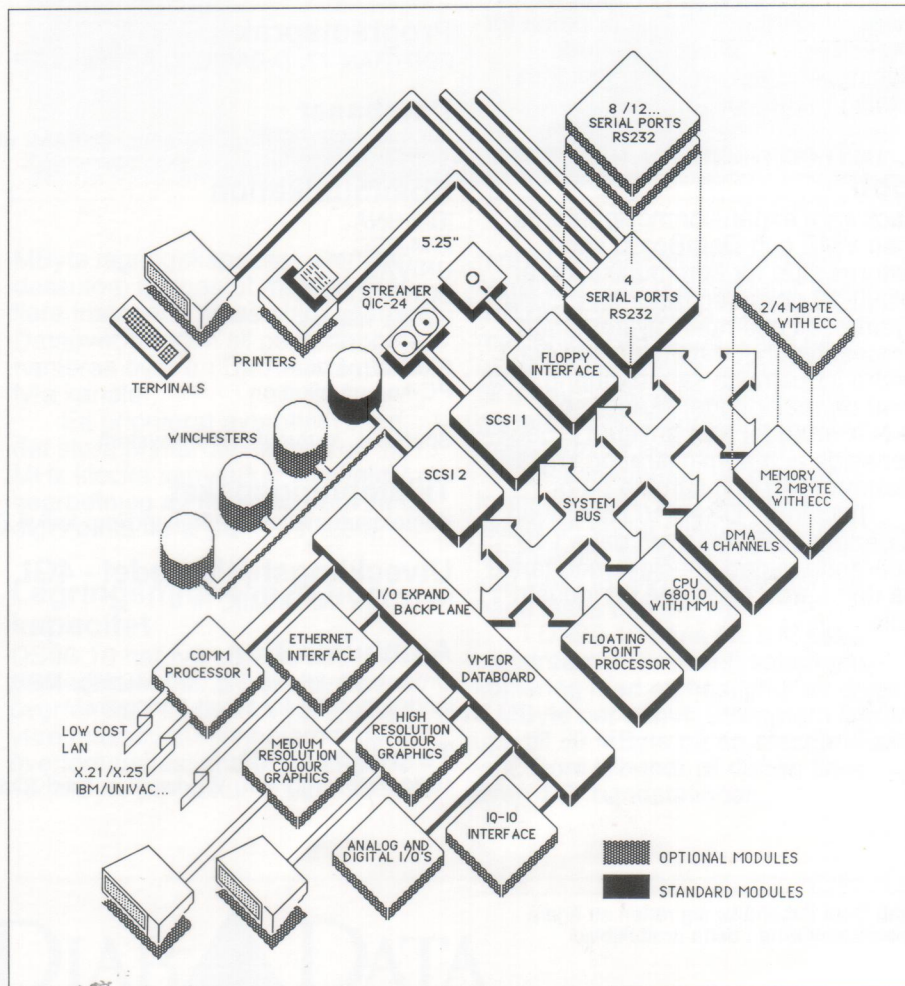 8 /12...
SERIAL PORTS
RS232
5.25"
STREAMER
QIC-24
4
SERIAL PORTS
RS232
2/4 MBYTE
WITH ECC
PRINTERS
TERMINALS
FLOPPY
INTERFACE
SCSI 1
WINCHESTERS
SCSI 2
SYSTEM
BUS
MEMORY
2 MBYTE
WITH ECC
DMA
4 CHANNELS
CPU
68010
WITH MMU
FLOATING
POINT
PROCESSOR
I/O EXPAND
BACKPLANE
VMEOR
DATABOARD
ETHERNET
INTERFACE
COMM
PROCESSOR 1
LOW COST
LAN
X.21/X.25
IBM/UNIVAC...
MEDIUM
RESOLUTION
COLOUR
GRAPHICS
HIGH
RESOLUTION
COLOUR
GRAPHICS
ANALOG AND
DIGITAL I/O'S
IQ-10
INTERFACE
OPTIONAL MODULES
STANDARD MODULES